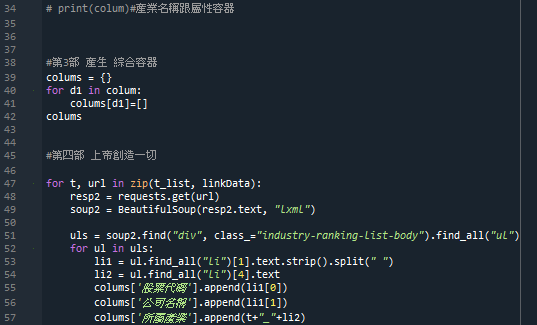 34 # print(colum)#產業名稱跟屬性容器
35
36
37
38 #第3部 產生 綜合容器
39 colums = {}
40 for d1 in colum:
41     colums[d1]=[]
42 colums
43
44
45 #第四部 上帝創造一切
46
47 for t, url in zip(t_list, linkData):
48     resp2 = requests.get(url)
49     soup2 = BeautifulSoup(resp2.text, "lxml")
50
51     uls = soup2.find("div", class_="industry-ranking-list-body").find_all("ul")
52     for ul in uls:
53         li1 = ul.find_all("li")[1].text.strip().split(" ")
54         li2 = ul.find_all("li")[4].text
55         colums['股票代碼'].append(li1[0])
56         colums['公司名稱'].append(li1[1])
57         colums['所屬產業'].append(t+"_"+li2)